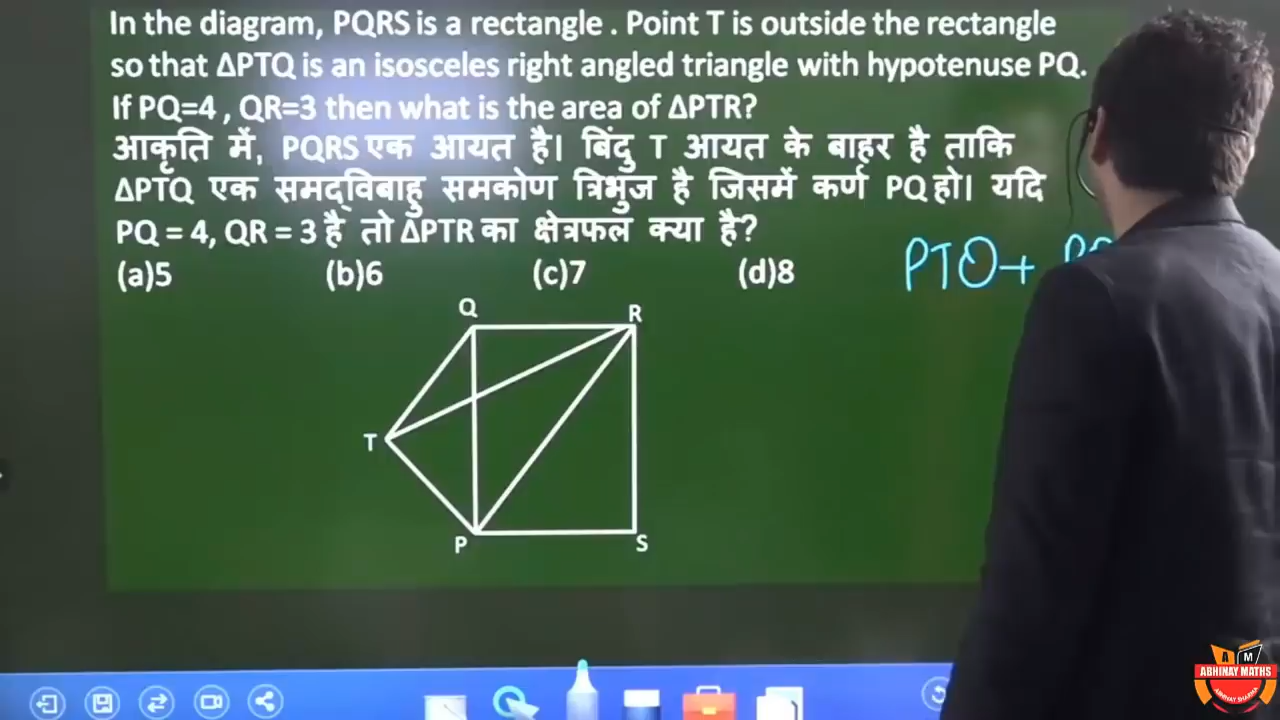 In the diagram, PQRS is a rectangle . Point T is outside the rectangle
so that ΔPTQ is an isosceles right angled triangle with hypotenuse PQ.
If PQ=4 , QR=3 then what is the area of ΔPTR?
आकृति में, PQRS एक आयत है। बिंदु T आयत के बाहर है ताकि
ΔPTQ एक समद्विबाहु समकोण त्रिभुज है जिसमें कर्ण PQ हो। यदि
PQ = 4, QR = 3 है तो ΔPTR का क्षेत्रफल क्या है?
(a)5 (b)6 (c)7 (d)8
PTQ+
Q R
T
P S
A M
ABHINAY MATHS
ABHINAY SHARMA